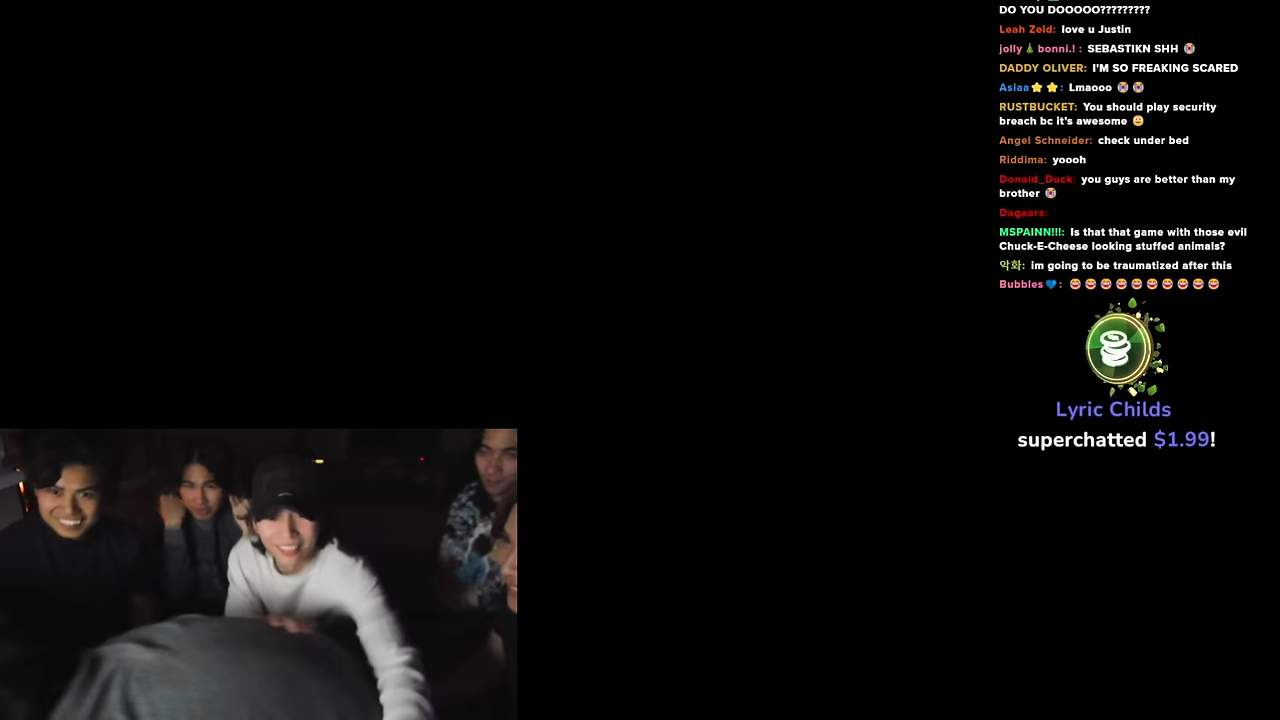 DO YOU DOOOOO?????????
Leah Zeld: love u Justin
jolly🎄bonni.! : SEBASTIKN SHH 😭
DADDY OLIVER: I'M SO FREAKING SCARED
Asiaa⭐⭐: Lmaooo 😭 😭
RUSTBUCKET: You should play security
breach bc it's awesome 😀
Angel Schneider: check under bed
Riddima: yoooh
Donald_Duck: you guys are better than my
brother 😭
Dagaars:
MSPAINN!!!: Is that that game with those evil
Chuck-E-Cheese looking stuffed animals?
악화: im going to be traumatized after this
Bubbles💙: 😂 😂 😂 😂 😂 😂 😂 😂 😂 😂
Lyric Childs
superchatted $1.99!